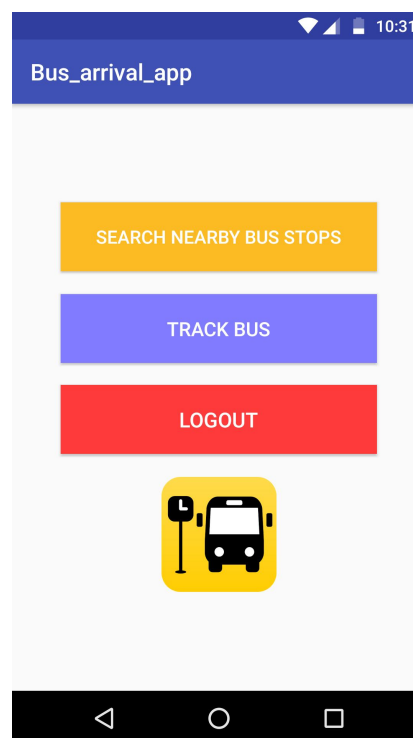 10:31
Bus_arrival_app
SEARCH NEARBY BUS STOPS
TRACK BUS
LOGOUT